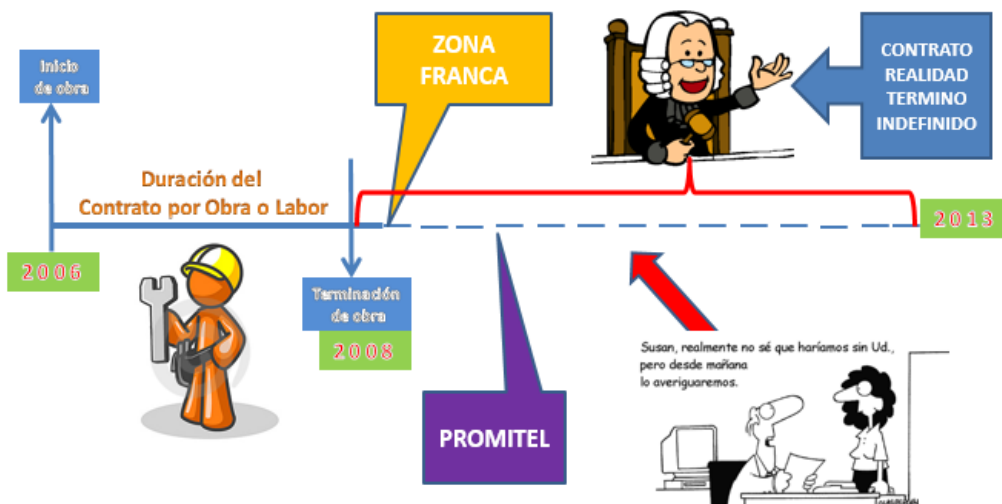 ZONA
FRANCA
CONTRATO
REALIDAD
TERMINO
INDEFINIDO
Inicio
de obra
Duración del
Contrato por Obra o Labor
2006
2013
Terminación
de obra
2008
PROMITEL
Susan, realmente no sé que haríamos sin Ud.,
pero desde mañana
lo averiguaremos.